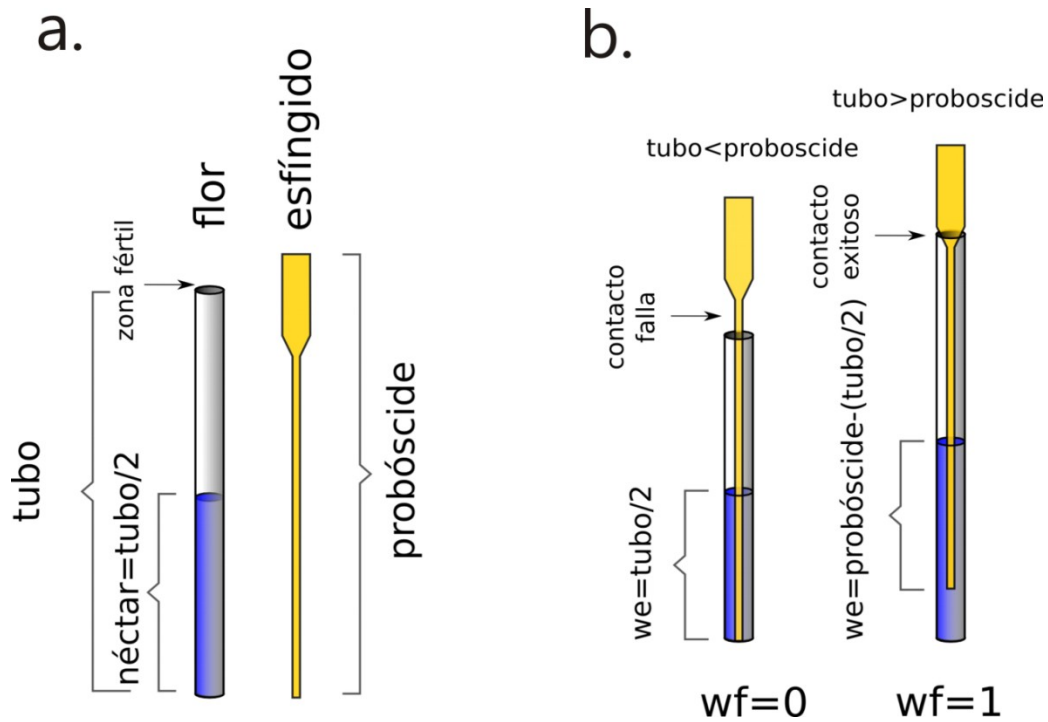 a.
flor
esfíngido
zona fértil
tubo
néctar=tubo/2
probóscide
b.
tubo>proboscide
tubo<proboscide
contacto
falla
contacto
exitoso
we=tubo/2
we=probóscide-(tubo/2)
wf=0
wf=1